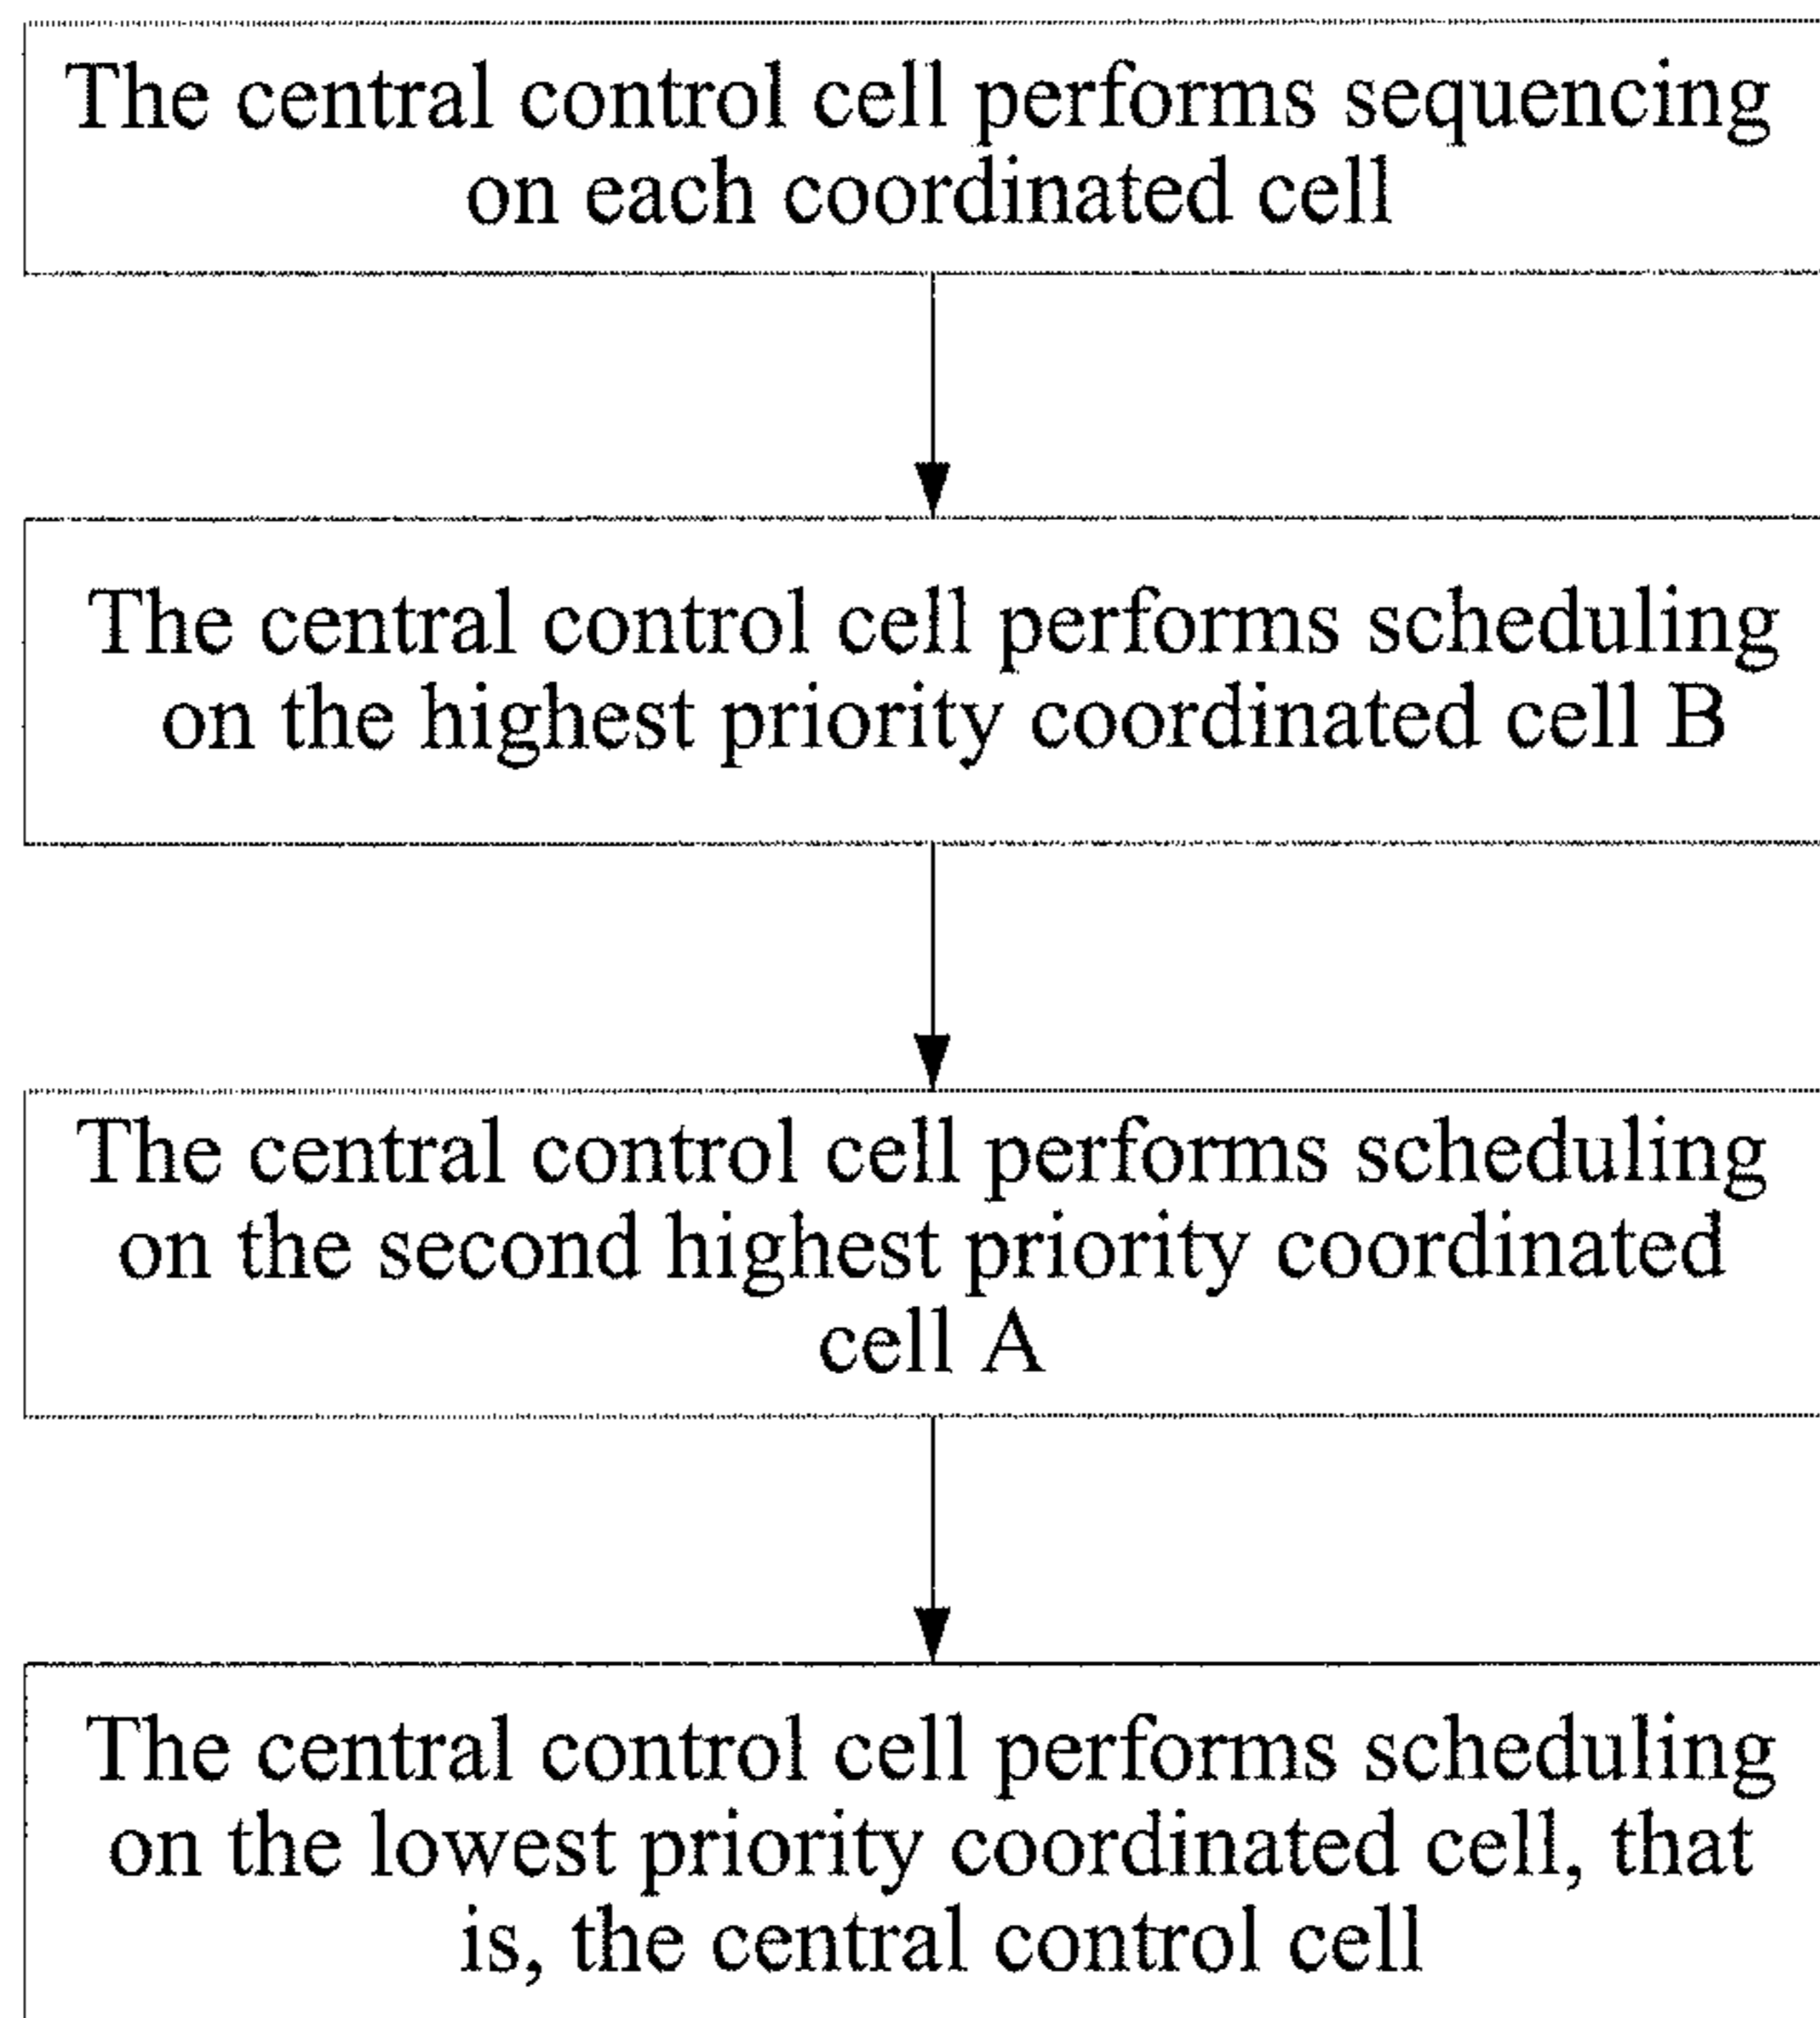 The central control cell performs sequencing
on each coordinated cell
The central control cell performs scheduling
on the highest priority coordinated cell B
The central control cell performs scheduling
on the second highest priority coordinated
cell A
The central control cell performs scheduling
on the lowest priority coordinated cell, that
is, the central control cell